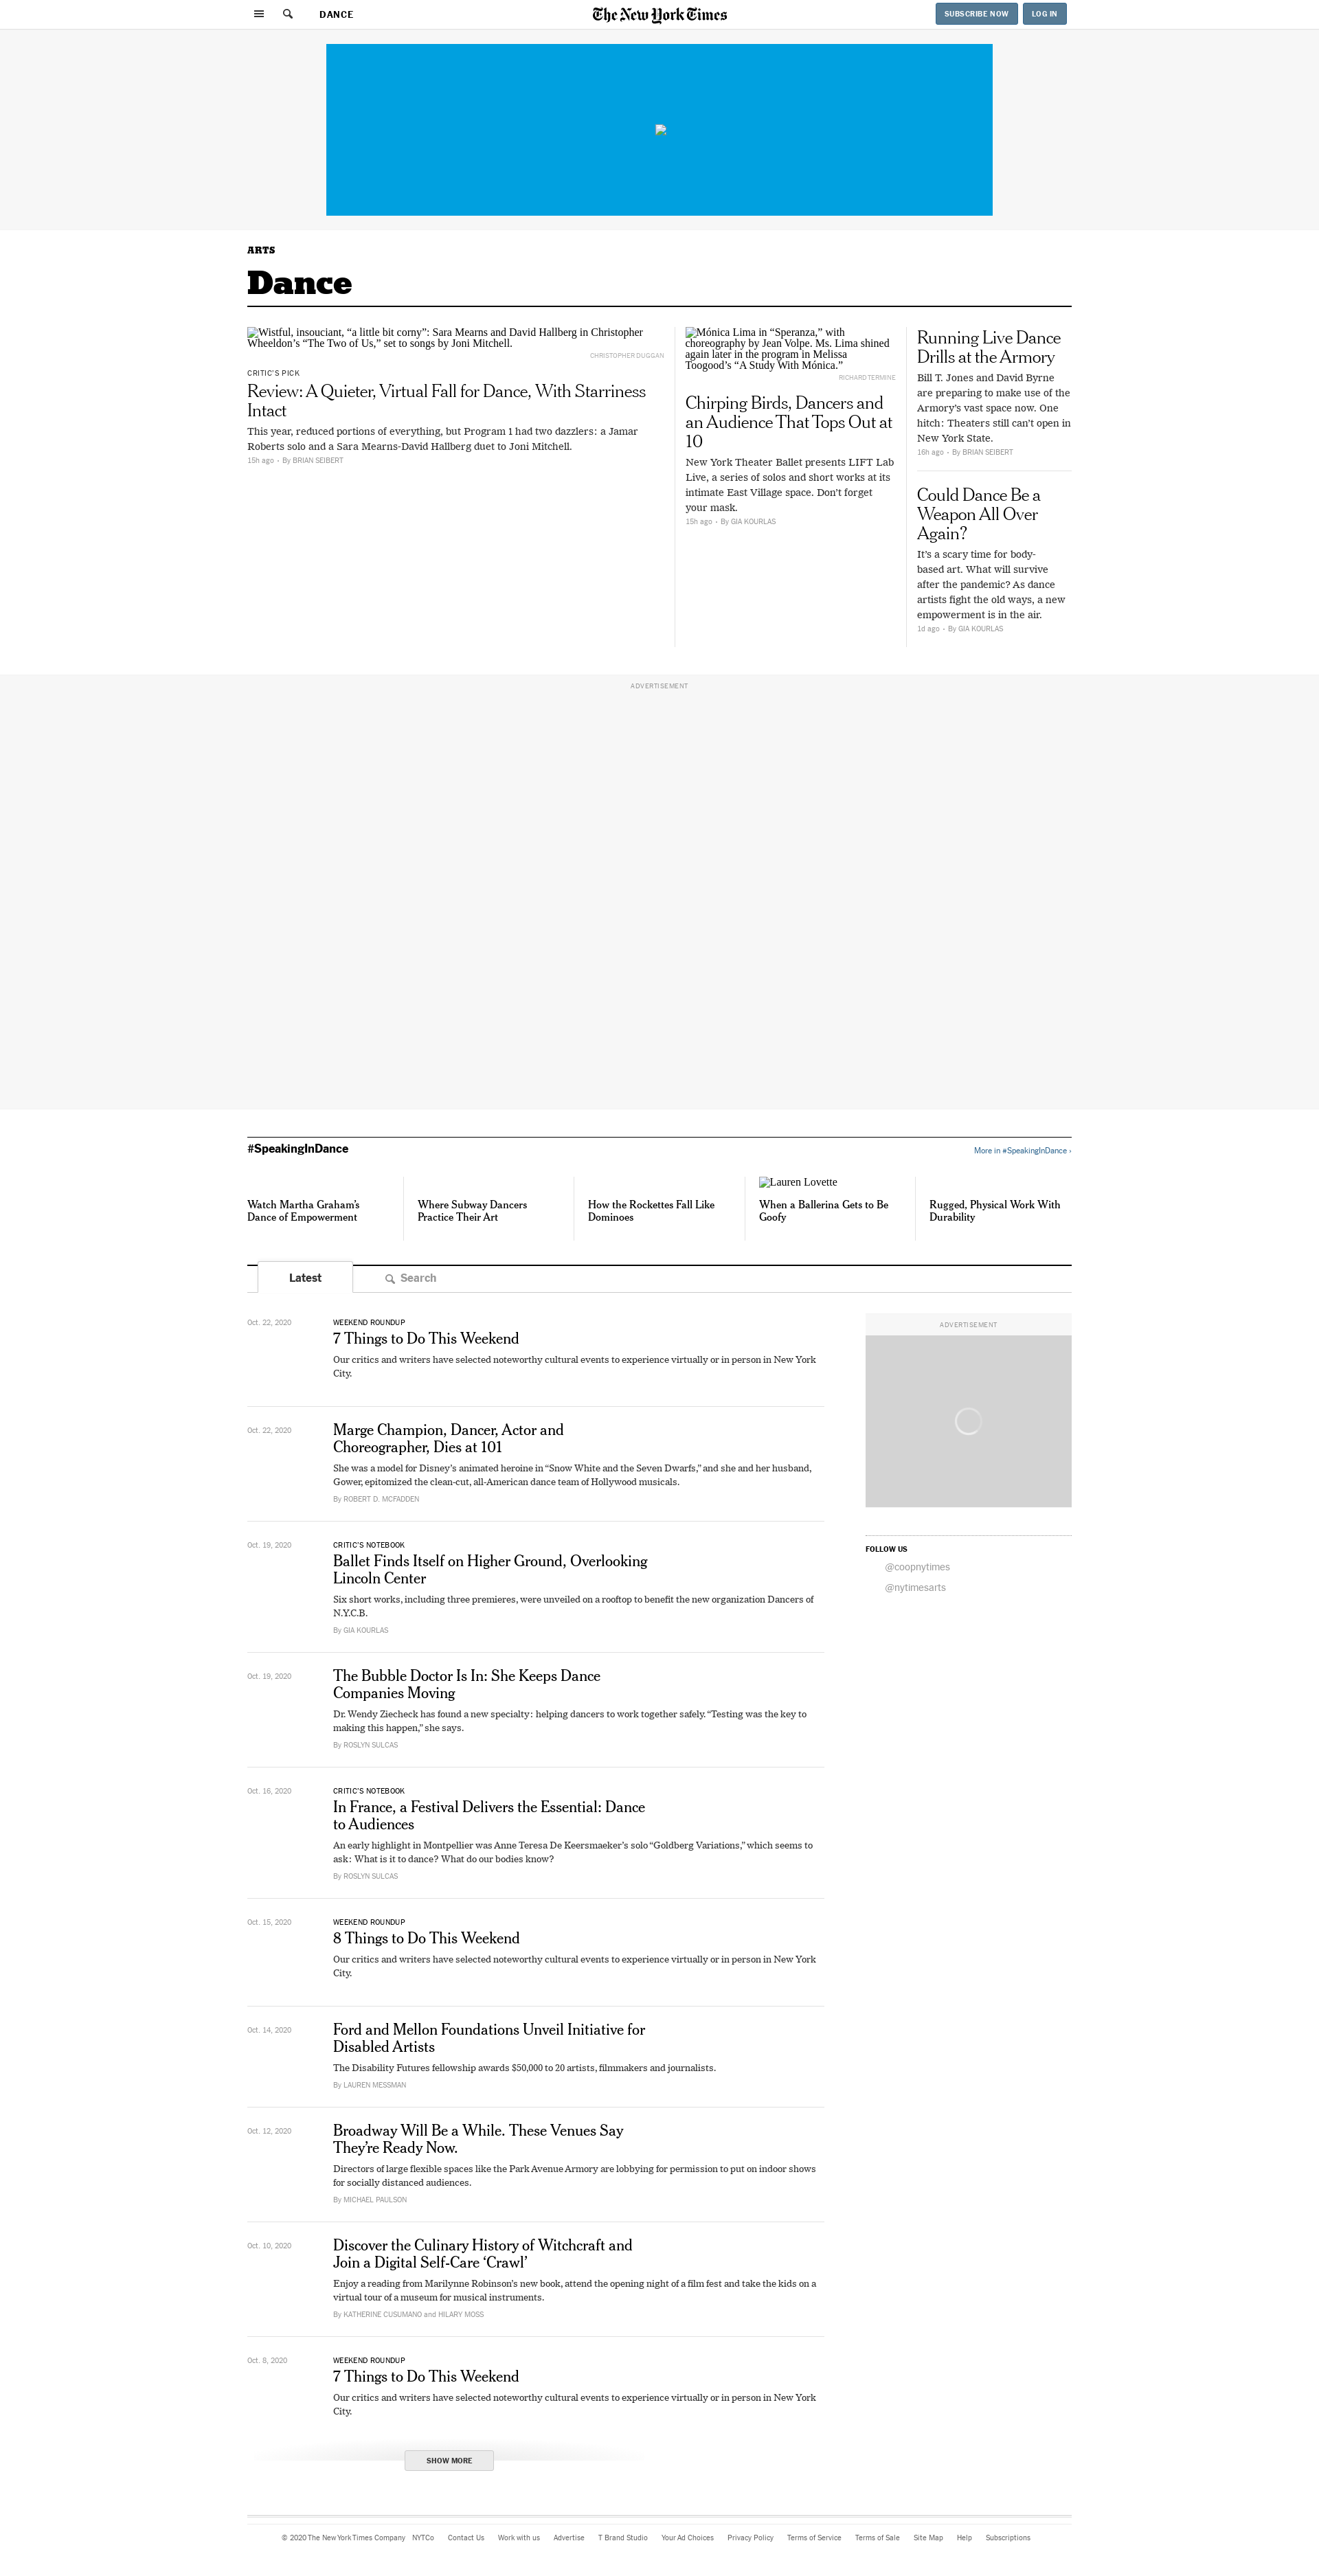 DANCE
The New York Times
SUBSCRIBE NOW
LOG IN
ARTS
Dance
Wistful, insouciant, “a little bit corny”: Sara Mearns and David Hallberg in Christopher
Wheeldon’s “The Two of Us,” set to songs by Joni Mitchell.
CHRISTOPHER DUGGAN
CRITIC’S PICK
Review: A Quieter, Virtual Fall for Dance, With Starriness
Intact
This year, reduced portions of everything, but Program 1 had two dazzlers: a Jamar
Roberts solo and a Sara Mearns-David Hallberg duet to Joni Mitchell.
15h ago • By BRIAN SEIBERT
Mónica Lima in “Speranza,” with
choreography by Jean Volpe. Ms. Lima shined
again later in the program in Melissa
Toogood’s “A Study With Mónica.”
RICHARD TERMINE
Chirping Birds, Dancers and
an Audience That Tops Out at
10
New York Theater Ballet presents LIFT Lab
Live, a series of solos and short works at its
intimate East Village space. Don’t forget
your mask.
15h ago • By GIA KOURLAS
Running Live Dance
Drills at the Armory
Bill T. Jones and David Byrne
are preparing to make use of the
Armory’s vast space now. One
hitch: Theaters still can’t open in
New York State.
16h ago • By BRIAN SEIBERT
Could Dance Be a
Weapon All Over
Again?
It’s a scary time for body-
based art. What will survive
after the pandemic? As dance
artists fight the old ways, a new
empowerment is in the air.
1d ago • By GIA KOURLAS
ADVERTISEMENT
#SpeakingInDance
More in #SpeakingInDance ›
Watch Martha Graham’s
Dance of Empowerment
Where Subway Dancers
Practice Their Art
How the Rockettes Fall Like
Dominoes
Lauren Lovette
When a Ballerina Gets to Be
Goofy
Rugged, Physical Work With
Durability
Latest
Search
Oct. 22, 2020
WEEKEND ROUNDUP
7 Things to Do This Weekend
Our critics and writers have selected noteworthy cultural events to experience virtually or in person in New York
City.
Oct. 22, 2020
Marge Champion, Dancer, Actor and
Choreographer, Dies at 101
She was a model for Disney’s animated heroine in “Snow White and the Seven Dwarfs,” and she and her husband,
Gower, epitomized the clean-cut, all-American dance team of Hollywood musicals.
By ROBERT D. MCFADDEN
Oct. 19, 2020
CRITIC’S NOTEBOOK
Ballet Finds Itself on Higher Ground, Overlooking
Lincoln Center
Six short works, including three premieres, were unveiled on a rooftop to benefit the new organization Dancers of
N.Y.C.B.
By GIA KOURLAS
Oct. 19, 2020
The Bubble Doctor Is In: She Keeps Dance
Companies Moving
Dr. Wendy Ziecheck has found a new specialty: helping dancers to work together safely. “Testing was the key to
making this happen,” she says.
By ROSLYN SULCAS
Oct. 16, 2020
CRITIC’S NOTEBOOK
In France, a Festival Delivers the Essential: Dance
to Audiences
An early highlight in Montpellier was Anne Teresa De Keersmaeker’s solo “Goldberg Variations,” which seems to
ask: What is it to dance? What do our bodies know?
By ROSLYN SULCAS
Oct. 15, 2020
WEEKEND ROUNDUP
8 Things to Do This Weekend
Our critics and writers have selected noteworthy cultural events to experience virtually or in person in New York
City.
Oct. 14, 2020
Ford and Mellon Foundations Unveil Initiative for
Disabled Artists
The Disability Futures fellowship awards $50,000 to 20 artists, filmmakers and journalists.
By LAUREN MESSMAN
Oct. 12, 2020
Broadway Will Be a While. These Venues Say
They’re Ready Now.
Directors of large flexible spaces like the Park Avenue Armory are lobbying for permission to put on indoor shows
for socially distanced audiences.
By MICHAEL PAULSON
Oct. 10, 2020
Discover the Culinary History of Witchcraft and
Join a Digital Self-Care ‘Crawl’
Enjoy a reading from Marilynne Robinson’s new book, attend the opening night of a film fest and take the kids on a
virtual tour of a museum for musical instruments.
By KATHERINE CUSUMANO and HILARY MOSS
Oct. 8, 2020
WEEKEND ROUNDUP
7 Things to Do This Weekend
Our critics and writers have selected noteworthy cultural events to experience virtually or in person in New York
City.
SHOW MORE
ADVERTISEMENT
FOLLOW US
@coopnytimes
@nytimesarts
© 2020 The New York Times Company NYTCo Contact Us Work with us Advertise T Brand Studio Your Ad Choices Privacy Policy Terms of Service Terms of Sale Site Map Help Subscriptions